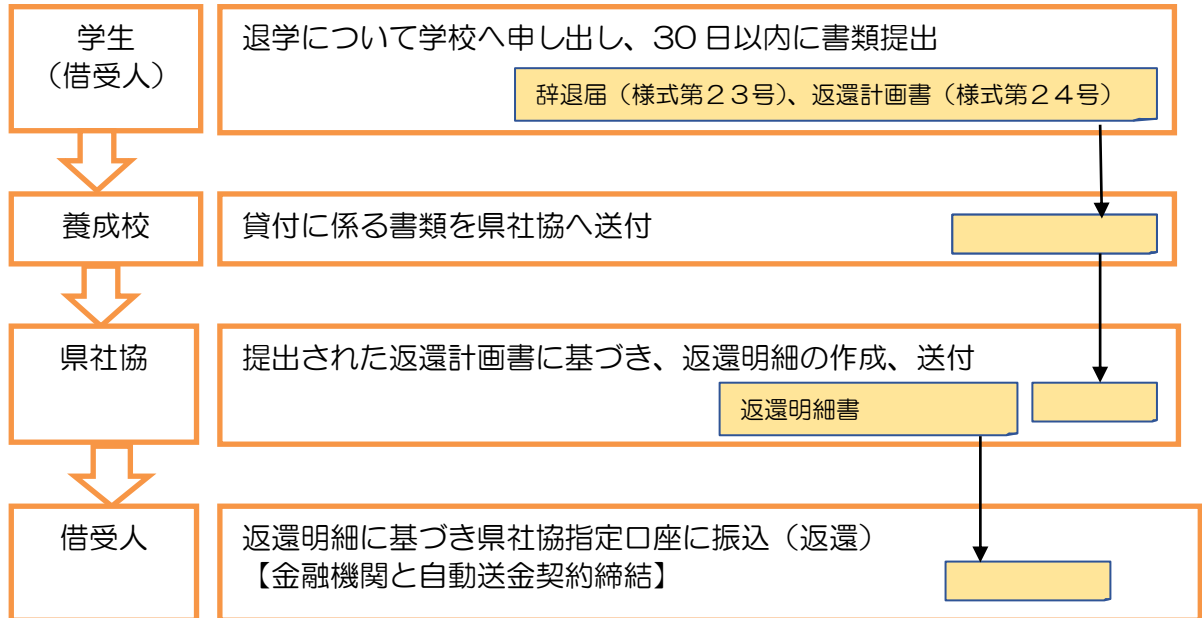 学生
（借受人）
退学について学校へ申し出し、30 日以内に書類提出
辞退届（様式第２３号）、返還計画書（様式第２４号）
養成校
貸付に係る書類を県社協へ送付
県社協
提出された返還計画書に基づき、返還明細の作成、送付
返還明細書
借受人
返還明細に基づき県社協指定口座に振込（返還）
【金融機関と自動送金契約締結】